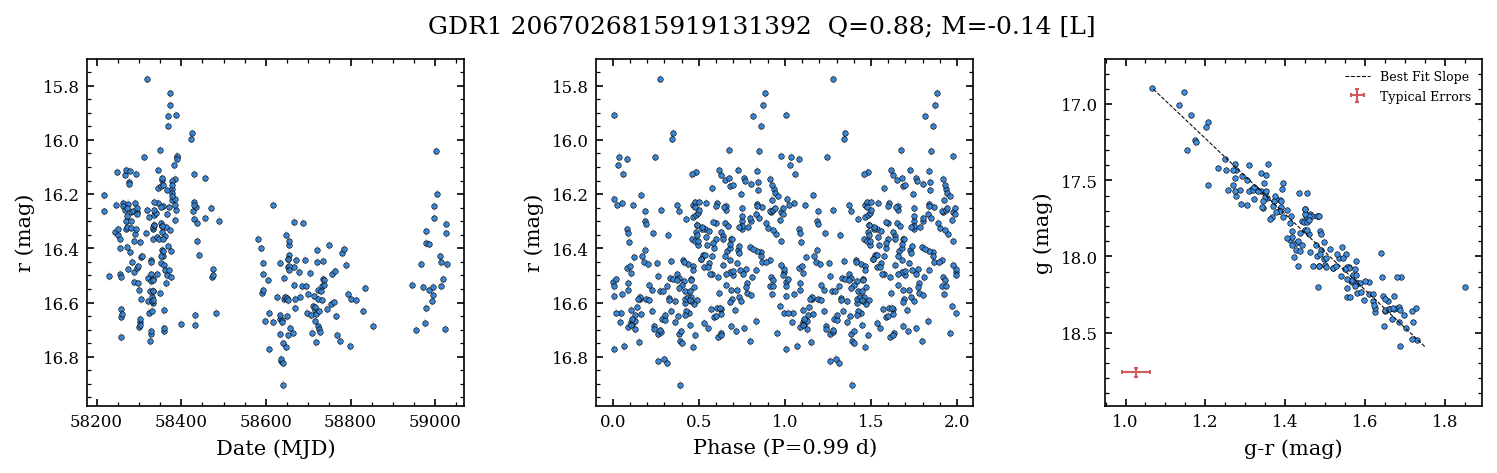 GDR1 2067026815919131392  Q=0.88; M=-0.14 [L]
r (mag)
15.8
16.0
16.2
16.4
16.6
16.8
58200 58400 58600 58800 59000
Date (MJD)
r (mag)
15.8
16.0
16.2
16.4
16.6
16.8
0.0 0.5 1.0 1.5 2.0
Phase (P=0.99 d)
g (mag)
17.0
17.5
18.0
18.5
1.0 1.2 1.4 1.6 1.8
g-r (mag)
Best Fit Slope
Typical Errors